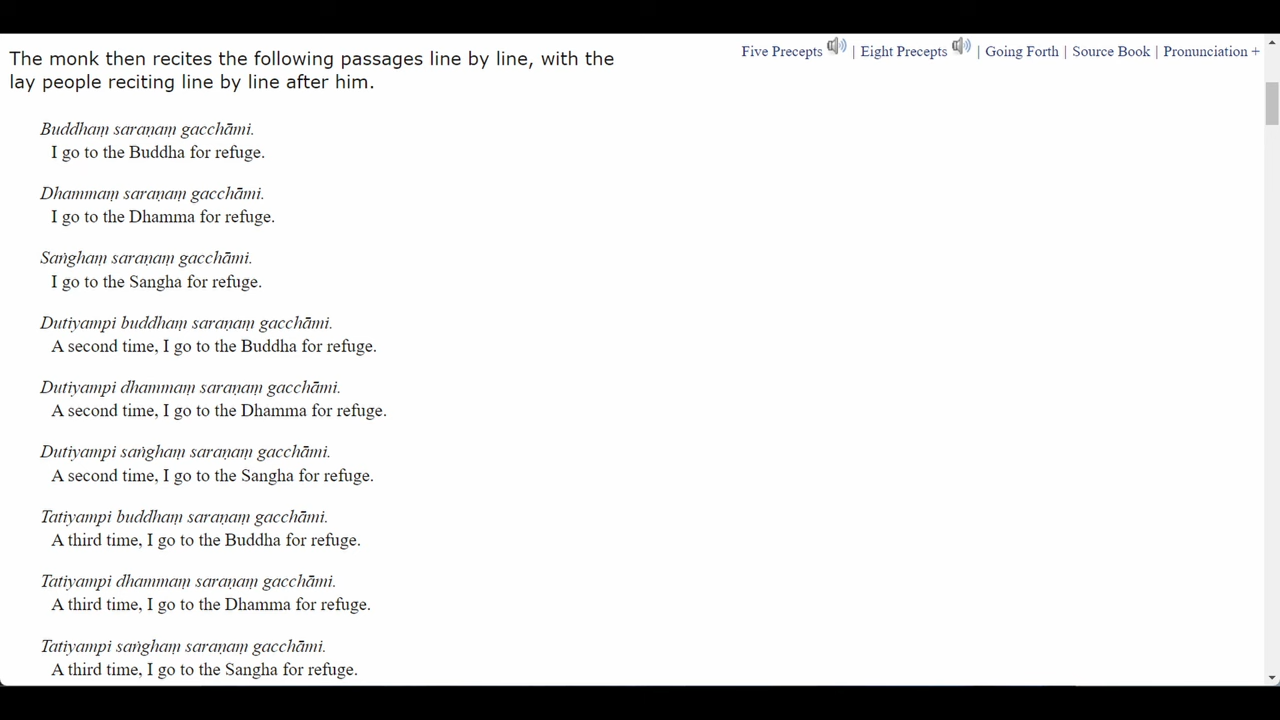 The monk then recites the following passages line by line, with the
lay people reciting line by line after him.
Five Precepts | Eight Precepts | Going Forth | Source Book | Pronunciation +
Buddhaṃ saraṇaṃ gacchāmi.
I go to the Buddha for refuge.
Dhammaṃ saraṇaṃ gacchāmi.
I go to the Dhamma for refuge.
Saṅghaṃ saraṇaṃ gacchāmi.
I go to the Sangha for refuge.
Dutiyampi buddhaṃ saraṇaṃ gacchāmi.
A second time, I go to the Buddha for refuge.
Dutiyampi dhammaṃ saraṇaṃ gacchāmi.
A second time, I go to the Dhamma for refuge.
Dutiyampi saṅghaṃ saraṇaṃ gacchāmi.
A second time, I go to the Sangha for refuge.
Tatiyampi buddhaṃ saraṇaṃ gacchāmi.
A third time, I go to the Buddha for refuge.
Tatiyampi dhammaṃ saraṇaṃ gacchāmi.
A third time, I go to the Dhamma for refuge.
Tatiyampi saṅghaṃ saraṇaṃ gacchāmi.
A third time, I go to the Sangha for refuge.